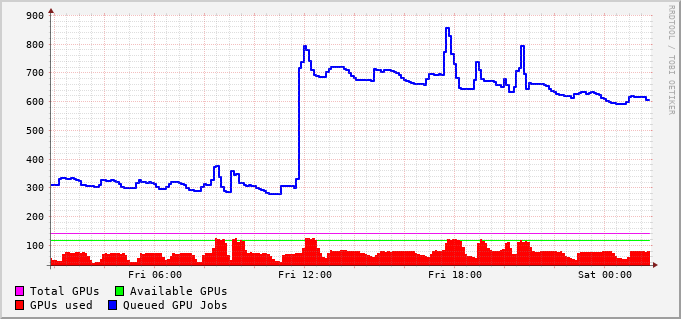 900
800
700
600
500
400
300
200
100
Fri 06:00 Fri 12:00 Fri 18:00 Sat 00:00
Total GPUs Available GPUs
GPUs used Queued GPU Jobs
RRDTOOL / TOBI OETIKER